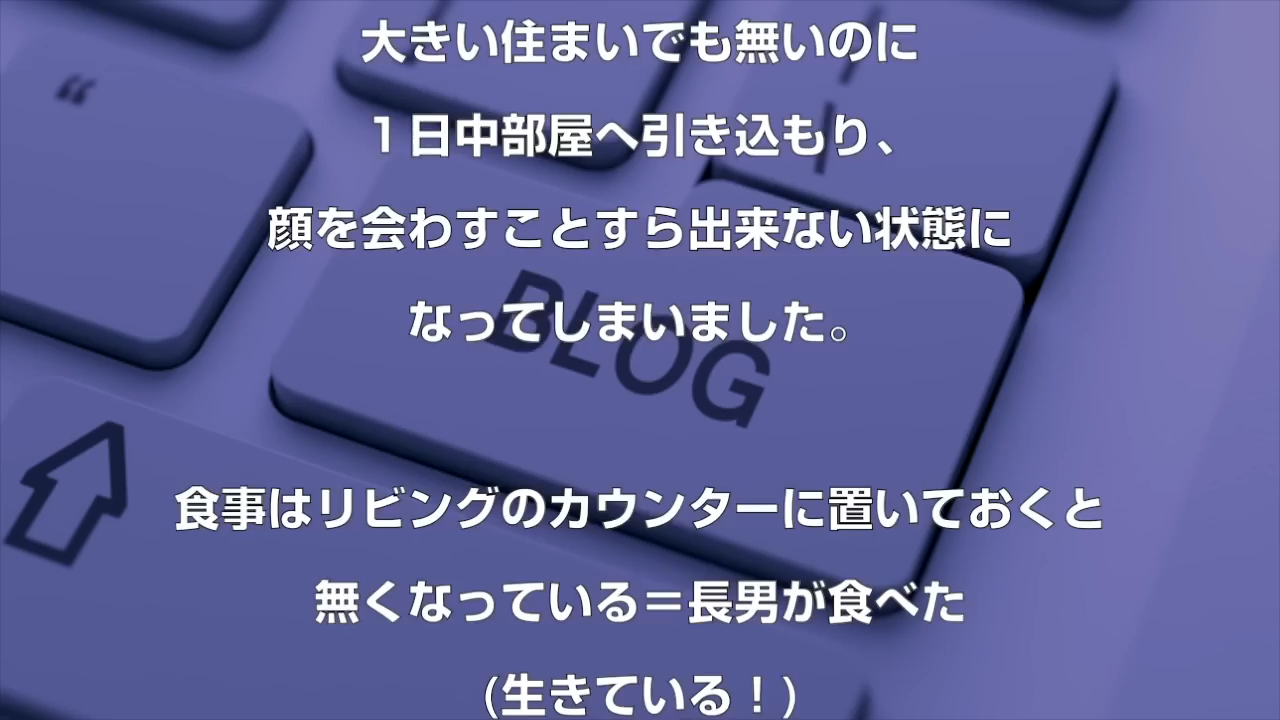 大きい住まいでも無いのに
１日中部屋へ引き込もり、
顔を会わすことすら出来ない状態に
なってしまいました。
BLOG
食事はリビングのカウンターに置いておくと
無くなっている＝長男が食べた
(生きている！)
“